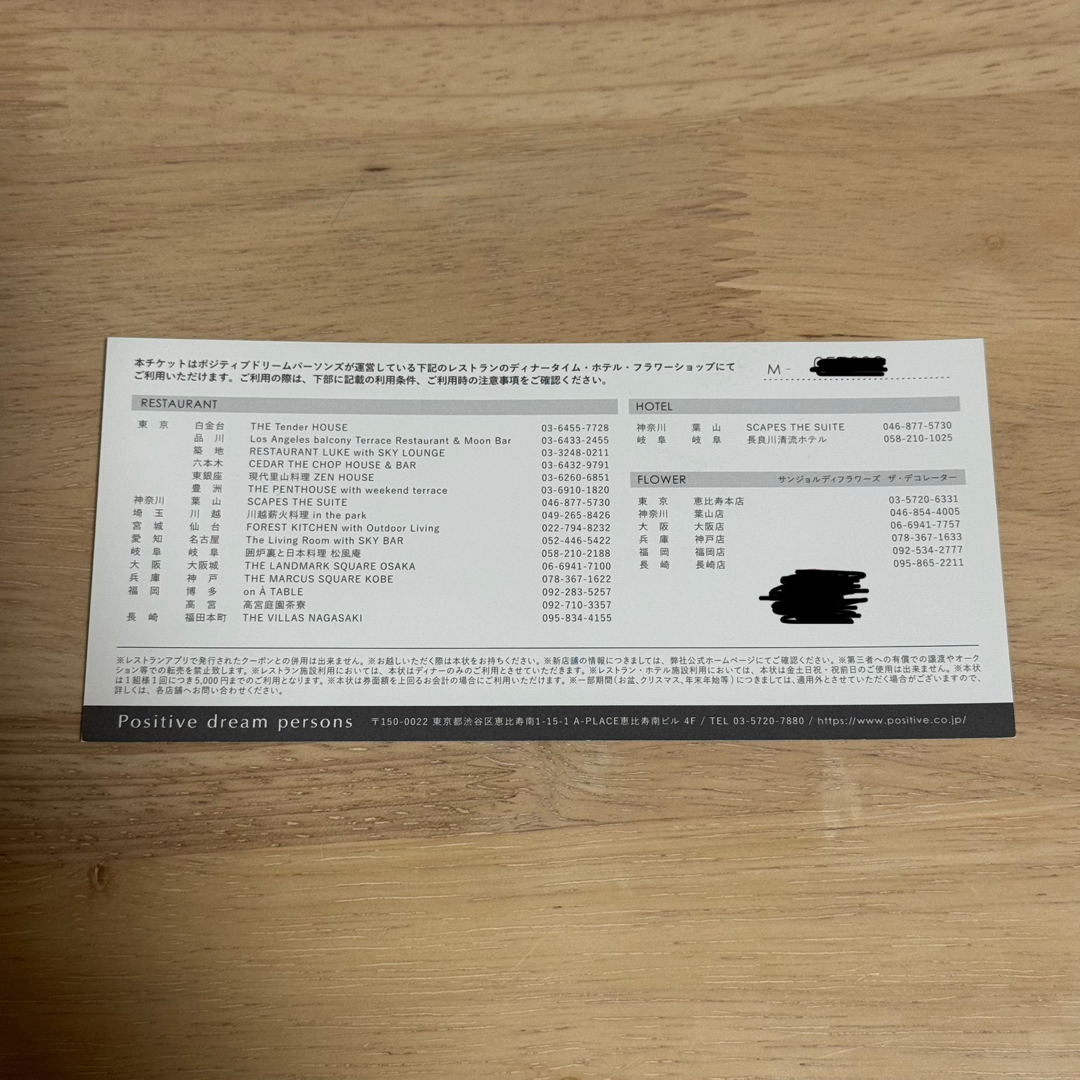 本チケットはポジティブドリームパーソンズが運営している下記のレストランのディナータイム・ホテル・フラワーショップにて
ご利用いただけます。ご利用の際は、下部に記載の利用条件、ご利用時の注意事項をご確認ください。
M -
RESTAURANT
東京 白金台 THE Tender HOUSE 03-6455-7728
品川 Los Angeles balcony Terrace Restaurant & Moon Bar 03-6433-2455
築地 RESTAURANT LUKE with SKY LOUNGE 03-3248-0211
六本木 CEDAR THE CHOP HOUSE & BAR 03-6432-9791
東銀座 現代里山料理 ZEN HOUSE 03-6260-6851
豊洲 THE PENTHOUSE with weekend terrace 03-6910-1820
神奈川 葉山 SCAPES THE SUITE 046-877-5730
埼玉 川越 川越薪火料理 in the park 049-265-8426
宮城 仙台 FOREST KITCHEN with Outdoor Living 022-794-8232
愛知 名古屋 The Living Room with SKY BAR 052-446-5422
岐阜 岐阜 囲炉裏と日本料理 松風庵 058-210-2188
大阪 大阪城 THE LANDMARK SQUARE OSAKA 06-6941-7100
兵庫 神戸 THE MARCUS SQUARE KOBE 078-367-1622
福岡 博多 on À TABLE 092-283-5257
高宮 高宮庭園茶寮 092-710-3357
長崎 福田本町 THE VILLAS NAGASAKI 095-834-4155
HOTEL
神奈川 葉山 SCAPES THE SUITE 046-877-5730
岐阜 岐阜 長良川清流ホテル 058-210-1025
FLOWER サンジョルディフラワーズ ザ・デコレーター
東京 恵比寿本店 03-5720-6331
神奈川 葉山店 046-854-4005
大阪 大阪店 06-6941-7757
兵庫 神戸店 078-367-1633
福岡 福岡店 092-534-2777
長崎 長崎店 095-865-2211
※レストランアプリで発行されたクーポンとの併用は出来ません。※お越しいただく際は本状をお持ちください。※新店舗の情報につきましては、弊社公式ホームページにてご確認ください。※第三者への有償での譲渡やオーク
ション等での転売を禁止致します。※レストラン施設利用においては、本状はディナーのみのご利用とさせていただきます。※レストラン・ホテル施設利用においては、本状は金土日祝・祝前日のご使用は出来ません。※本状
は1組様1回につき5,000円までのご利用となります。※本状は券面額を上回るお会計の場合にご利用いただけます。※一部期間(お盆、クリスマス、年末年始等)につきましては、適用外とさせていただく場合がございますので、
詳しくは、各店舗へお問い合わせください。
Positive dream persons 〒150-0022 東京都渋谷区恵比寿南1-15-1 A-PLACE恵比寿南ビル 4F / TEL 03-5720-7880 / https://www.positive.co.jp/